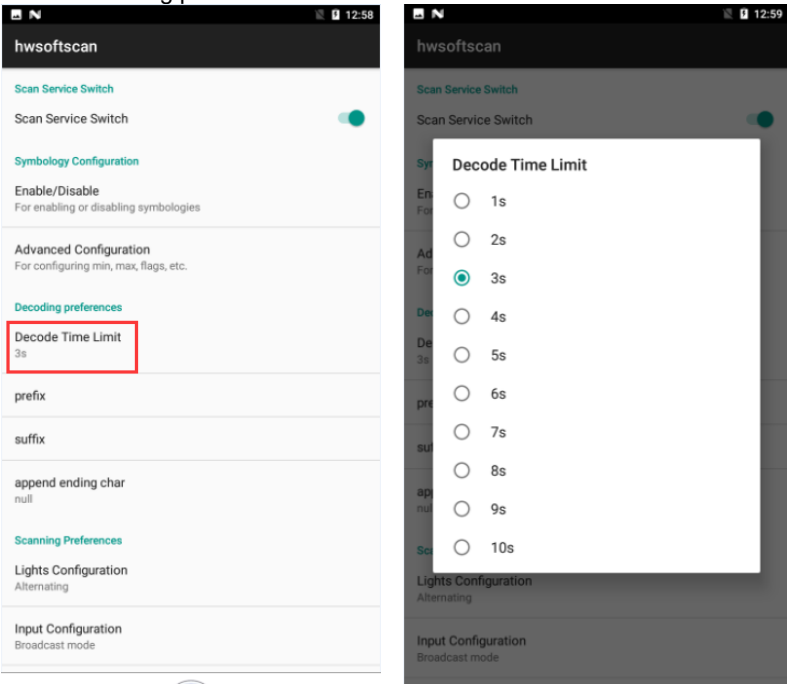 12:58
hwsoftscan
Scan Service Switch
Scan Service Switch
Symbology Configuration
Enable/Disable
For enabling or disabling symbologies
Advanced Configuration
For configuring min, max, flags, etc.
Decoding preferences
Decode Time Limit
3s
prefix
suffix
append ending char
null
Scanning Preferences
Lights Configuration
Alternating
Input Configuration
Broadcast mode
12:59
hwsoftscan
Scan Service Switch
Scan Service Switch
Decode Time Limit
1s
2s
3s
4s
5s
6s
7s
8s
9s
10s
Lights Configuration
Alternating
Input Configuration
Broadcast mode